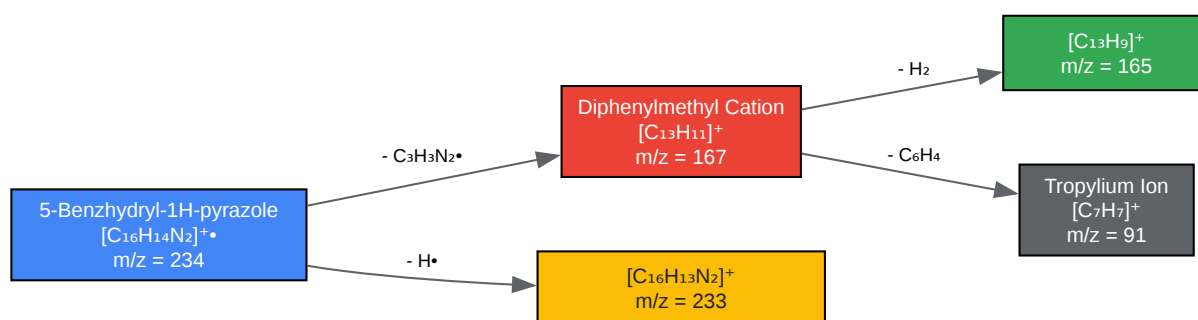 [C₁₃H₉]⁺
m/z = 165
- H₂
Diphenylmethyl Cation
[C₁₃H₁₁]⁺
m/z = 167
- C₃H₃N₂•
- C₆H₄
Tropylium Ion
[C₇H₇]⁺
m/z = 91
5-Benzhydryl-1H-pyrazole
[C₁₆H₁₄N₂]⁺•
m/z = 234
- H•
[C₁₆H₁₃N₂]⁺
m/z = 233